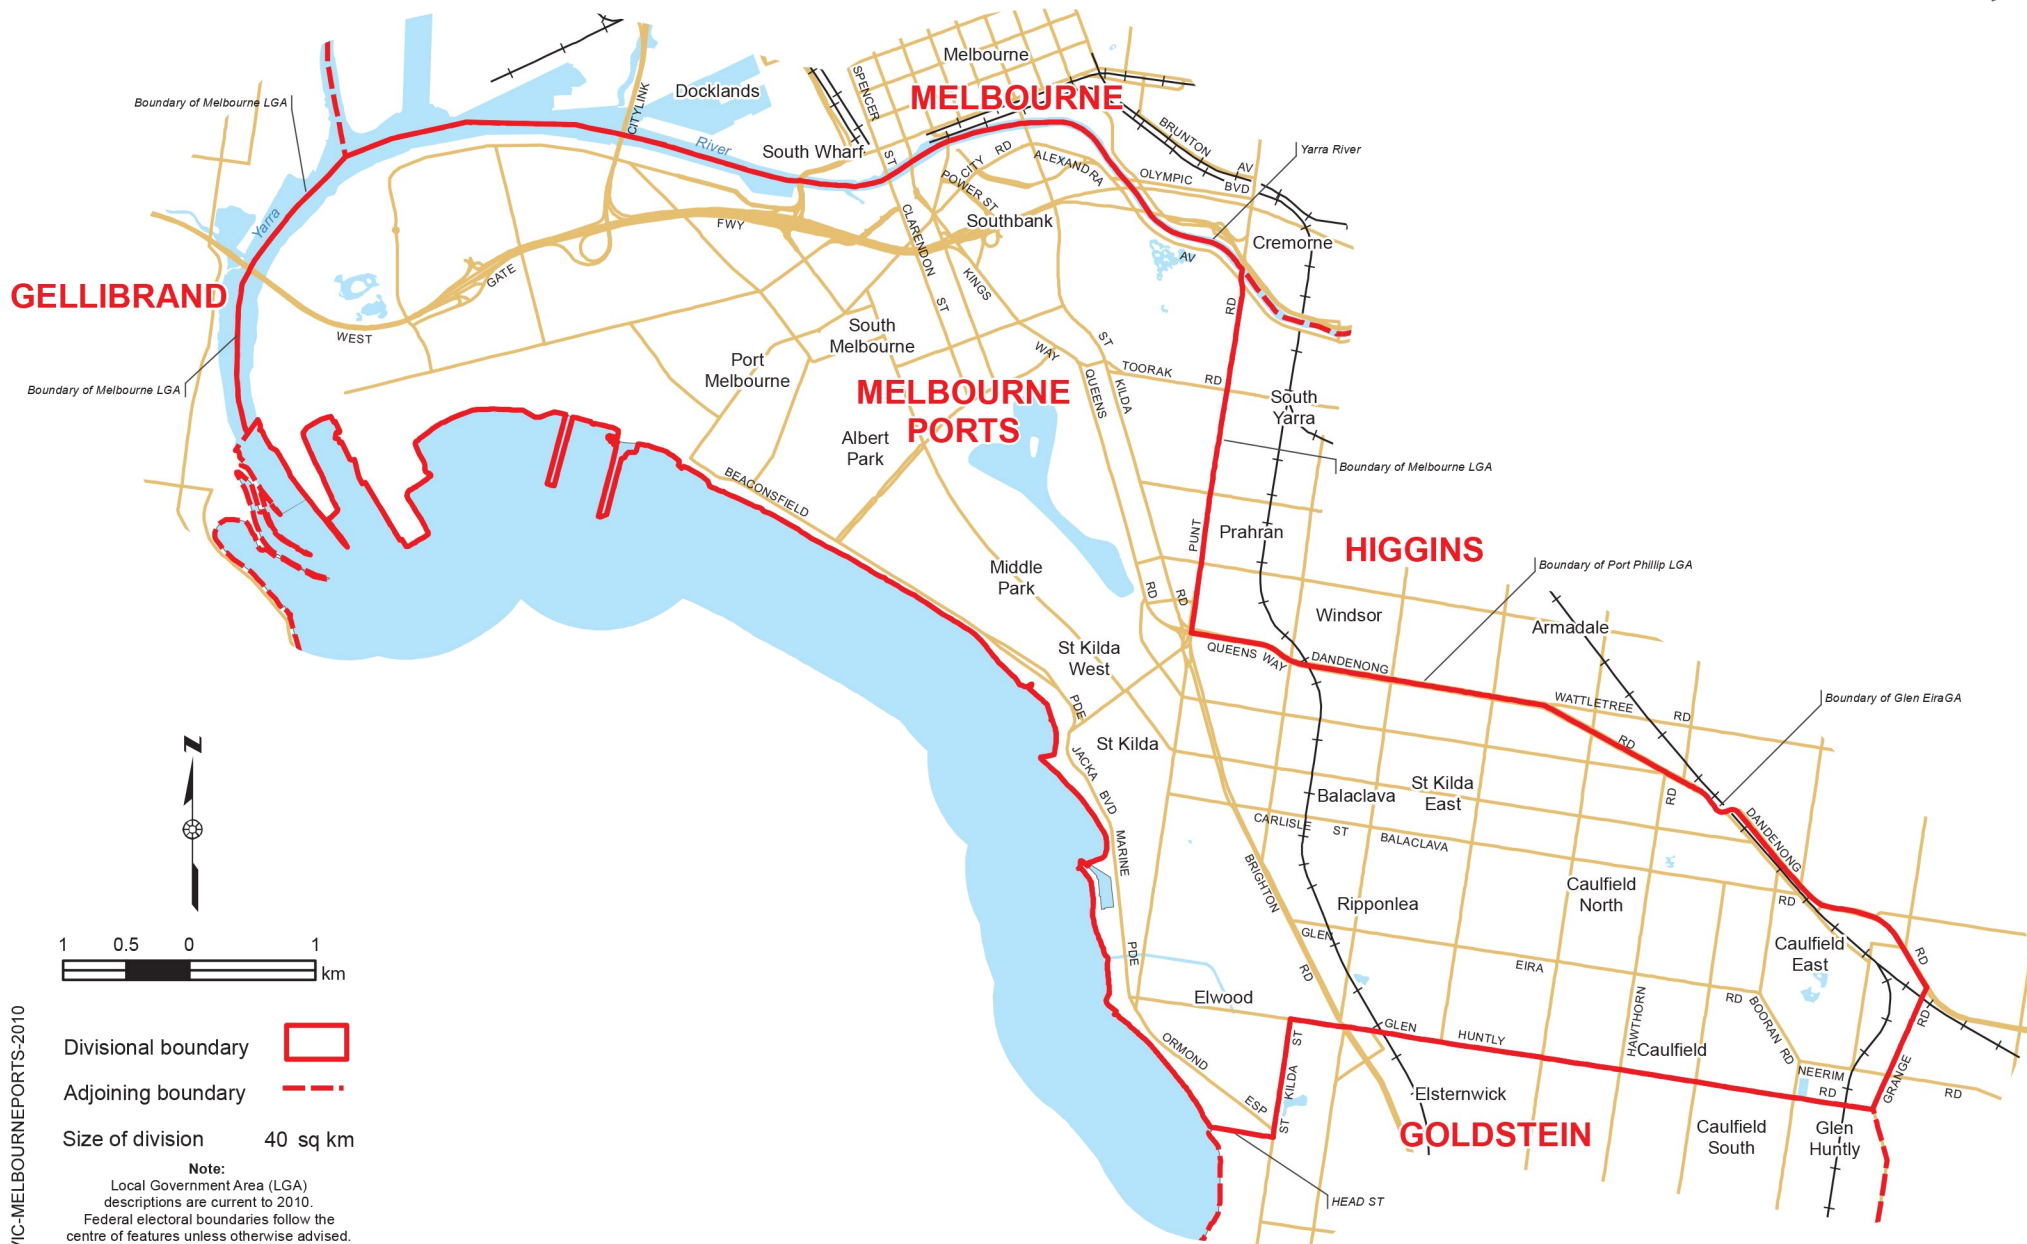 Melbourne
MELBOURNE
Docklands
SPENCER
ST
CITYLINK
Boundary of Melbourne LGA
River
South Wharf
CITY
RD
ALEXANDRA
AV
BRUNTON
AV
OLYMPIC
BVD
Yarra River
POWER ST
Southbank
Cremorne
Yarra
FWY
GATE
WEST
CLARENDON
ST
KINGS
WAY
GELLIBRAND
Boundary of Melbourne LGA
South
Melbourne
Port
Melbourne
MELBOURNE
PORTS
ST
KILDA
RD
QUEENS
RD
TOORAK
RD
RD
PUNT
South
Yarra
Boundary of Melbourne LGA
Albert
Park
BEACONSFIELD
PDE
Prahran
HIGGINS
Boundary of Port Phillip LGA
Middle
Park
Windsor
Armadale
St Kilda
West
QUEENS WAY
DANDENONG
RD
WATTLETREE
RD
Boundary of Glen EiraGA
St Kilda
JACKA
BVD
MARINE
PDE
Balaclava
St Kilda
East
CARLISLE
ST
BALACLAVA
RD
RD
DANDENONG
RD
BRIGHTON
RD
Ripponlea
Caulfield
North
Caulfield
East
GLEN
EIRA
RD
BOORAN
RD
HAWTHORN
Elwood
GLEN
HUNTLY
RD
Caulfield
NEERIM
RD
GRANGE
RD
ORMOND
ESP
ST
KILDA
ST
Elsternwick
GOLDSTEIN
Caulfield
South
Glen
Huntly
HEAD ST
N
1
0.5
0
1
km
Divisional boundary
Adjoining boundary
Size of division
40 sq km
Note:
Local Government Area (LGA)
descriptions are current to 2010.
Federal electoral boundaries follow the
centre of features unless otherwise advised.
VIC-MELBOURNEPORTS-2010